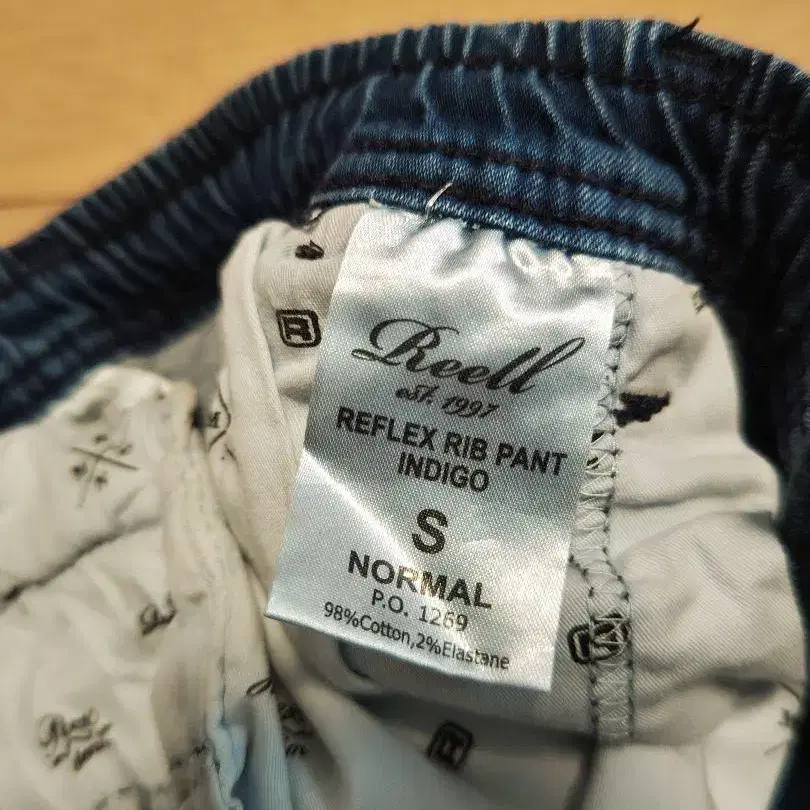 Reell
est. 1997
REFLEX RIB PANT
INDIGO
S
NORMAL
P.O. 1269
98%Cotton,2%Elastane
R